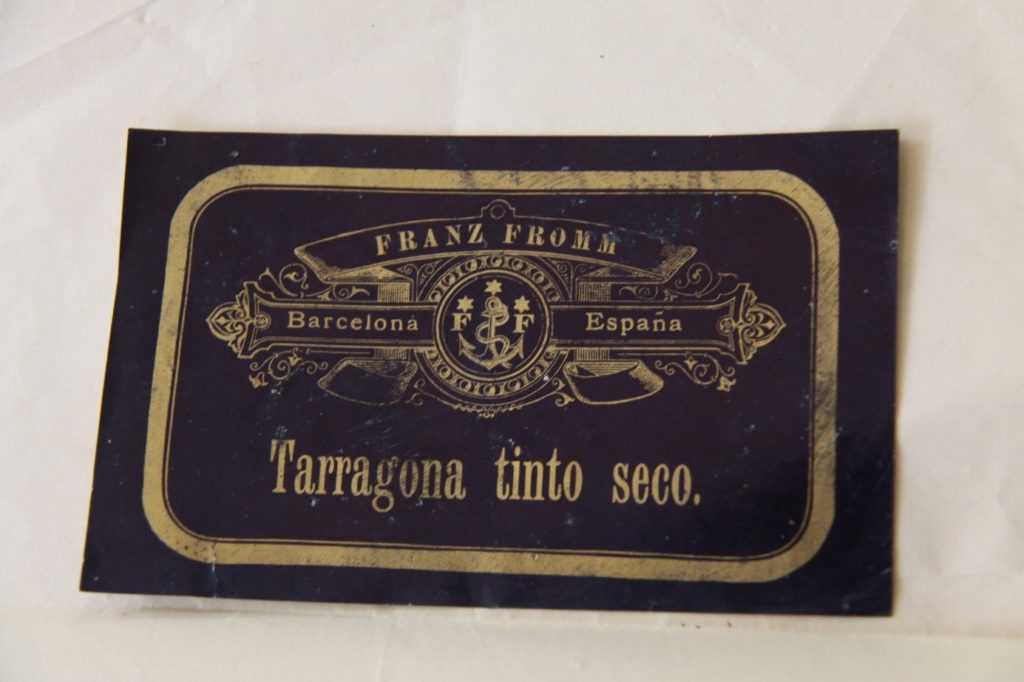 FRANZ FROMM
Barcelona F F España
Tarragona tinto seco.